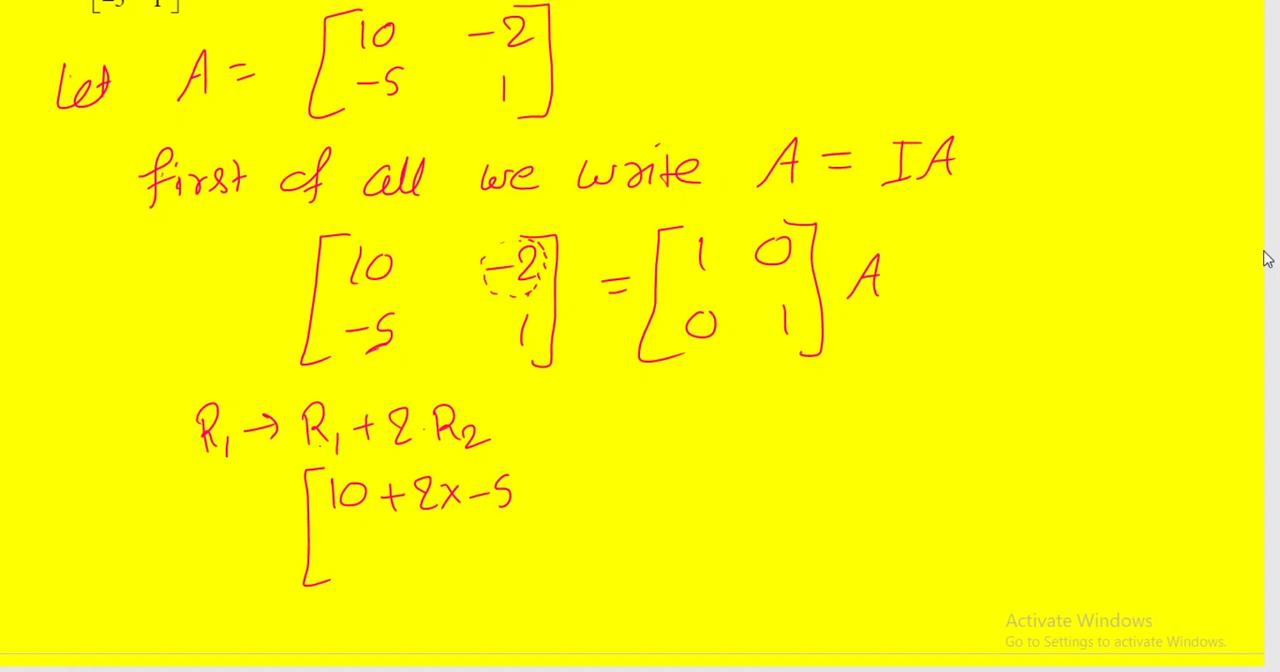 Let A = [10 -2
-5 1]
first of all we write A = IA
[10 -2
-5 1] = [1 0
0 1] A
R₁ → R₁ + 2·R₂
[10 + 2x-5
Activate Windows
Go to Settings to activate Windows.